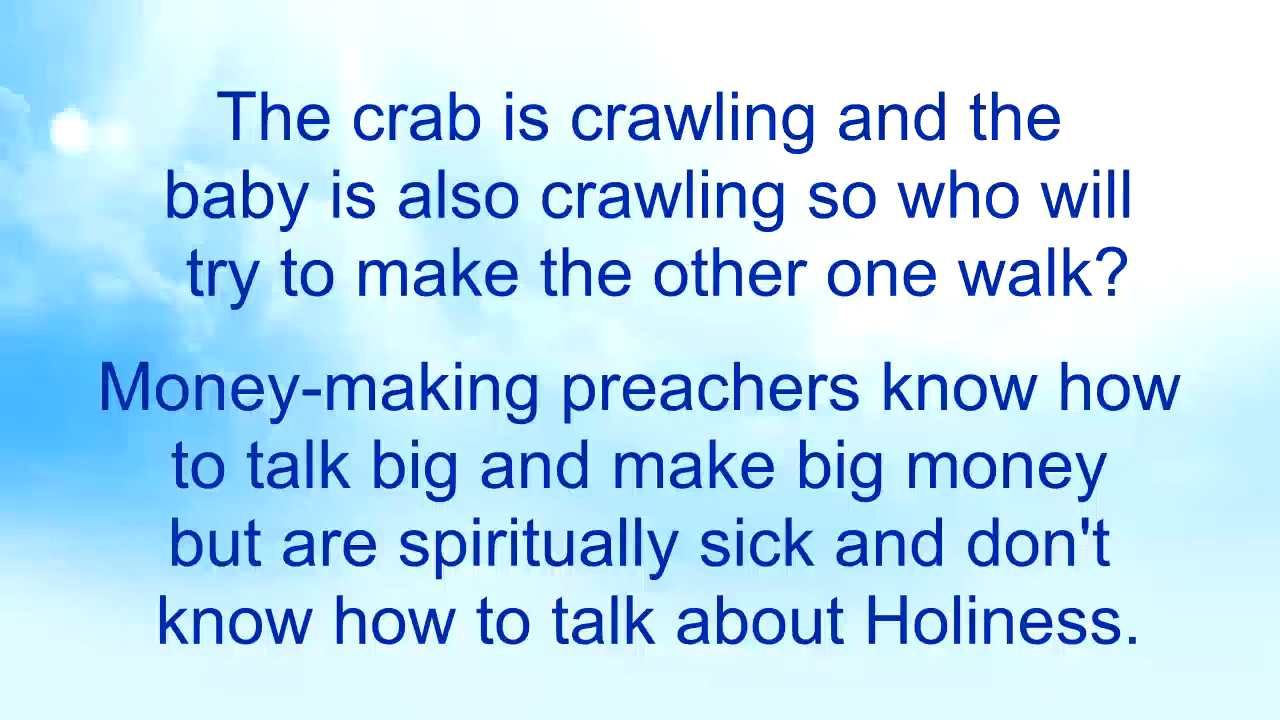 The crab is crawling and the
baby is also crawling so who will
try to make the other one walk?
Money-making preachers know how
to talk big and make big money
but are spiritually sick and don't
know how to talk about Holiness.